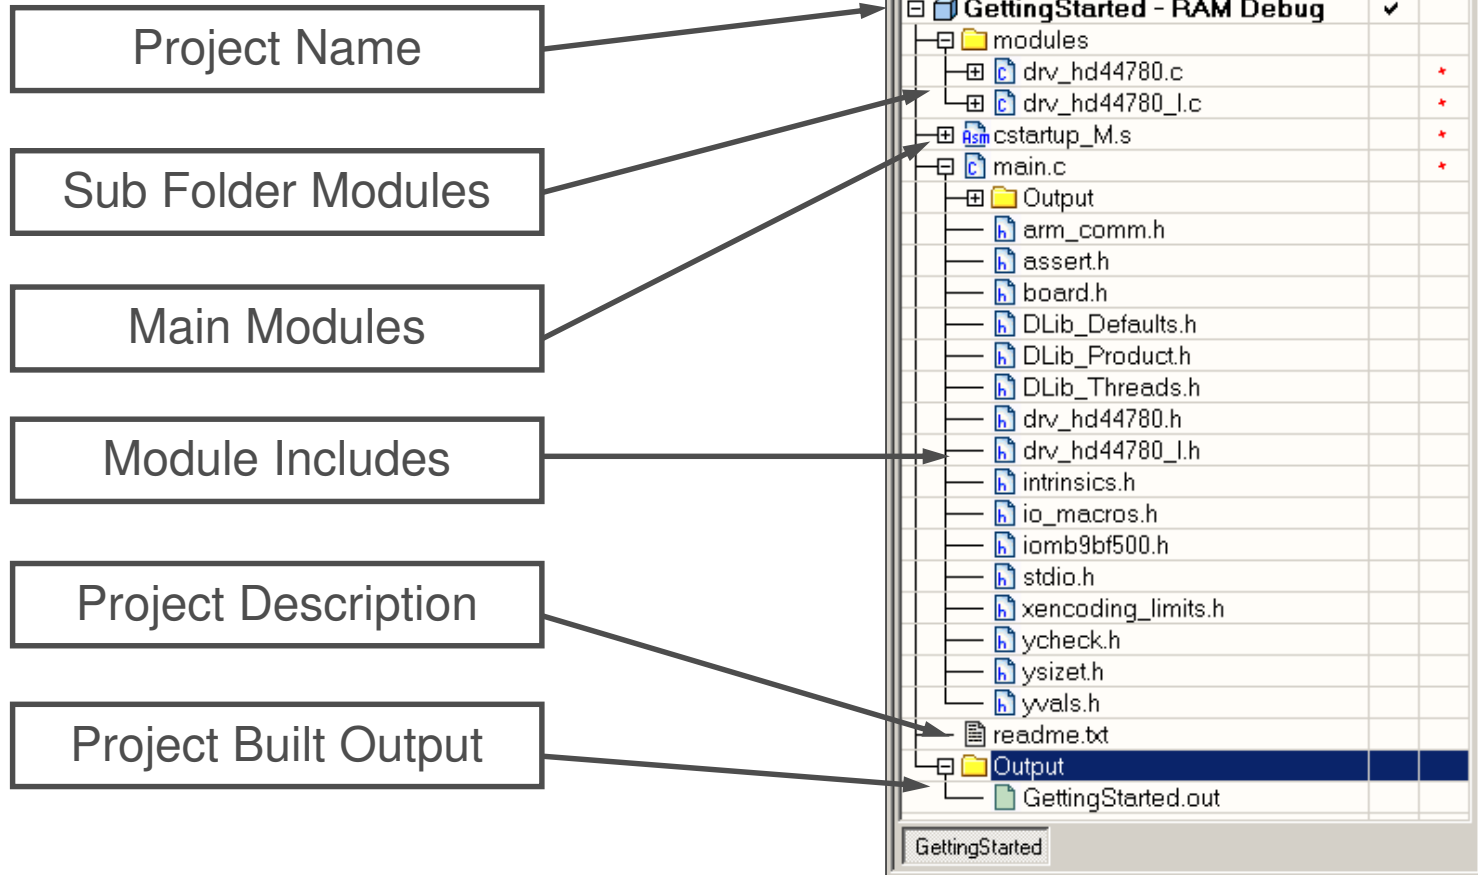 Project Name
Sub Folder Modules
Main Modules
Module Includes
Project Description
Project Built Output
GettingStarted - RAM Debug
modules
drv_hd44780.c
drv_hd44780_l.c
Asm cstartup_M.s
c main.c
Output
h arm_comm.h
h assert.h
h board.h
h DLib_Defaults.h
h DLib_Product.h
h DLib_Threads.h
h drv_hd44780.h
h drv_hd44780_l.h
h intrinsics.h
h io_macros.h
h iomb9bf500.h
h stdio.h
h xencoding_limits.h
h ycheck.h
h ysizet.h
h yvals.h
readme.txt
Output
GettingStarted.out
GettingStarted